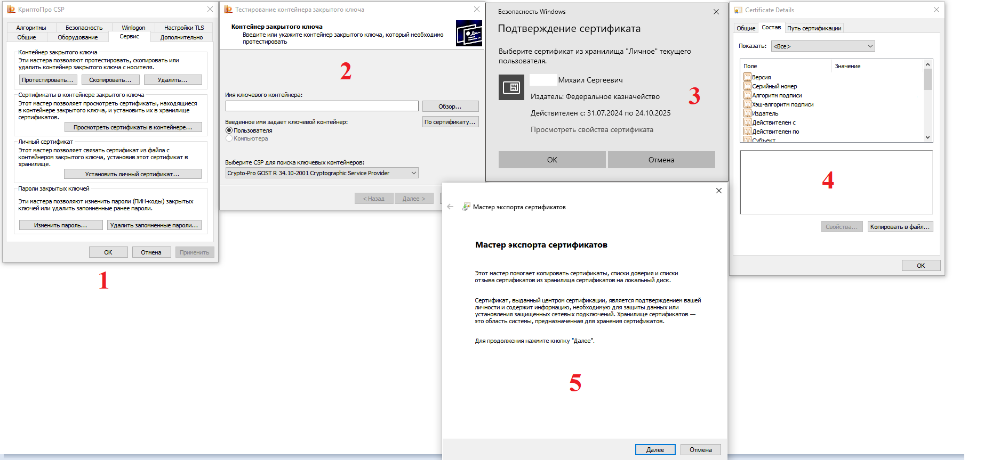 КриптоПро CSP
Алгоритмы Безопасность Winlogon Настройки TLS
Общие Оборудование Сервис Дополнительно
Контейнер закрытого ключа
Эти мастера позволяют протестировать, скопировать или
удалить контейнер закрытого ключа с носителя.
Протестировать... Скопировать... Удалить...
Сертификаты в контейнере закрытого ключа
Этот мастер позволяет просмотреть сертификаты, находящиеся
в контейнере закрытого ключа, и установить их в хранилище
сертификатов.
Просмотреть сертификаты в контейнере...
Личный сертификат
Этот мастер позволяет связать сертификат из файла с
контейнером закрытого ключа, установив этот сертификат в
хранилище.
Установить личный сертификат...
Пароли закрытых ключей
Эти мастера позволяют изменить пароли (ПИН-коды) закрытых
ключей или удалить запомненные ранее пароли.
Изменить пароль... Удалить запомненные пароли...
ОК Отмена Применить
1
Тестирование контейнера закрытого ключа
Контейнер закрытого ключа
Введите или укажите контейнер закрытого ключа, который необходимо
протестировать
2
Имя ключевого контейнера:
Обзор...
Введенное имя задает ключевой контейнер:
По сертификату...
Пользователя
Компьютера
Выберите CSP для поиска ключевых контейнеров:
Crypto-Pro GOST R 34.10-2001 Cryptographic Service Provider
< Назад Далее >
Безопасность Windows
Подтверждение сертификата
Выберите сертификат из хранилища "Личное" текущего
пользователя.
Михаил Сергеевич
Издатель: Федеральное казначейство
3
Действителен с: 31.07.2024 по 24.10.2025
Просмотреть свойства сертификата
ОК Отмена
Certificate Details
Общие Состав Путь сертификации
Показать: <Все>
Поле Значение
Версия
Серийный номер
Алгоритм подписи
Хэш-алгоритм подписи
Издатель
Действителен с
Действителен по
Субъект
4
Свойства... Копировать в файл...
ОК
Мастер экспорта сертификатов
Мастер экспорта сертификатов
Этот мастер помогает копировать сертификаты, списки доверия и списки
отзыва сертификатов из хранилища сертификатов на локальный диск.
Сертификат, выданный центром сертификации, является подтверждением вашей
личности и содержит информацию, необходимую для защиты данных или
установления защищенных сетевых подключений. Хранилище сертификатов —
это область системы, предназначенная для хранения сертификатов.
Для продолжения нажмите кнопку "Далее".
5
Далее Отмена